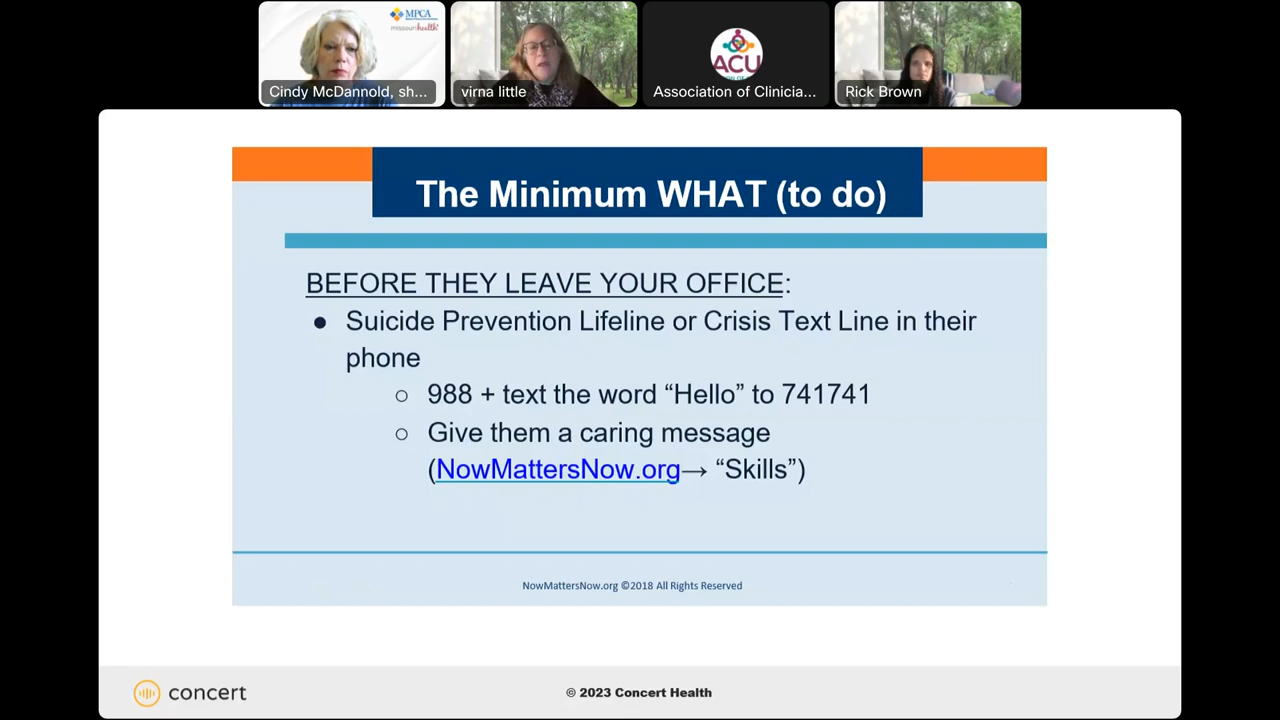 MPCA
missourihealth+
Cindy McDannold, sh...
virna little
ACU
Association of Clinicia...
Rick Brown
The Minimum WHAT (to do)
BEFORE THEY LEAVE YOUR OFFICE:
● Suicide Prevention Lifeline or Crisis Text Line in their
phone
○ 988 + text the word “Hello” to 741741
○ Give them a caring message
(NowMattersNow.org→ “Skills”)
NowMattersNow.org ©2018 All Rights Reserved
concert
© 2023 Concert Health